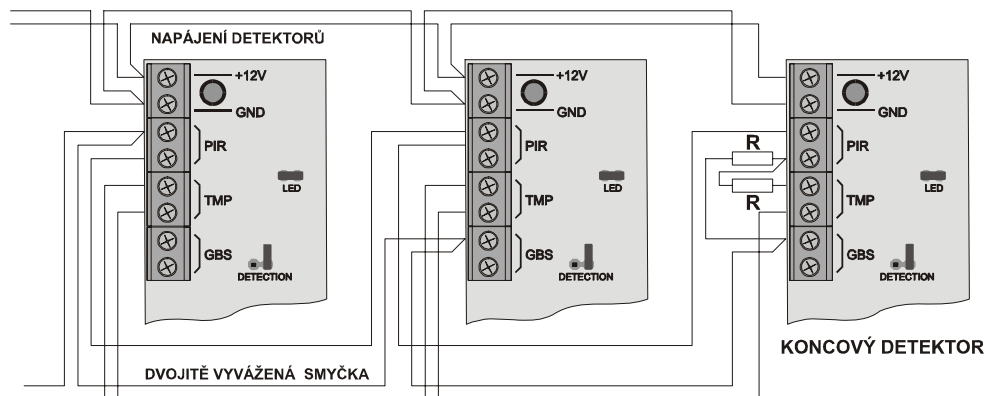 NAPÁJENÍ DETEKTORŮ
+12V
GND
PIR
LED
TMP
GBS
DETECTION
+12V
GND
PIR
LED
TMP
GBS
DETECTION
+12V
GND
R
PIR
LED
R
TMP
GBS
DETECTION
KONCOVÝ DETEKTOR
DVOJITĚ VYVÁŽENÁ SMYČKA